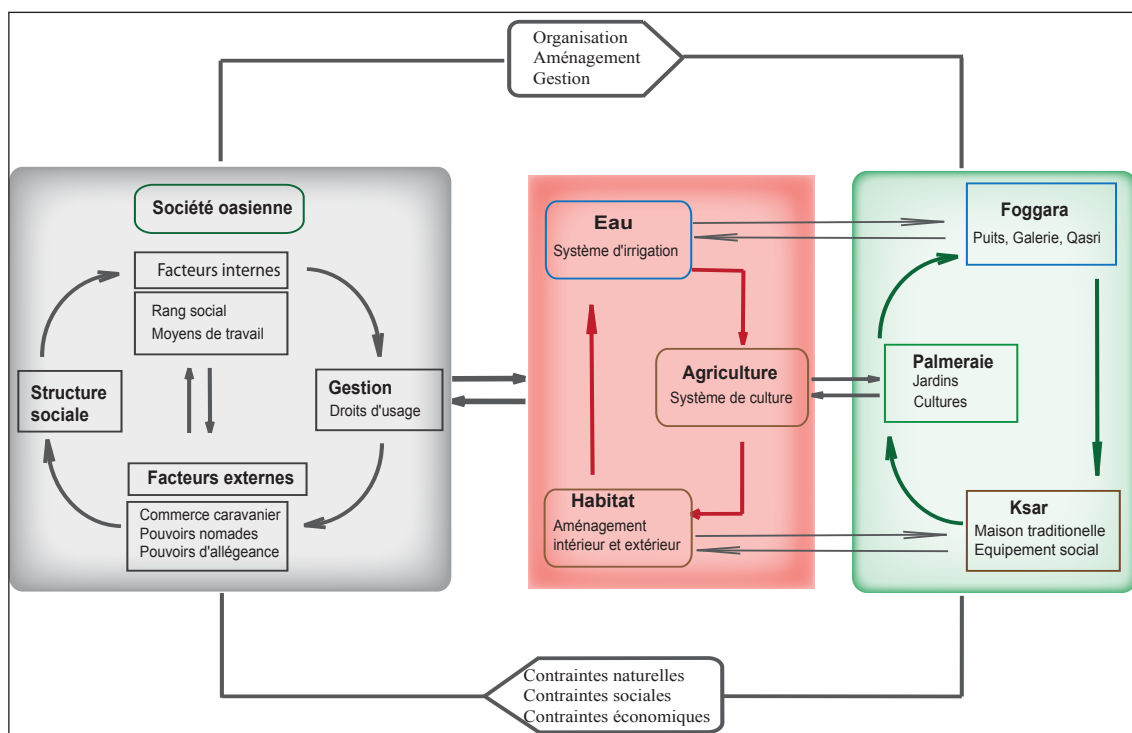 Organisation
Aménagement
Gestion
Société oasienne
Facteurs internes
Rang social
Moyens de travail
Structure
sociale
Gestion
Droits d'usage
Facteurs externes
Commerce caravanier
Pouvoirs nomades
Pouvoirs d'allégeance
Eau
Système d'irrigation
Agriculture
Système de culture
Habitat
Aménagement
intérieur et extérieur
Foggara
Puits, Galerie, Qasri
Palmeraie
Jardins
Cultures
Ksar
Maison traditionelle
Equipement social
Contraintes naturelles
Contraintes sociales
Contraintes économiques